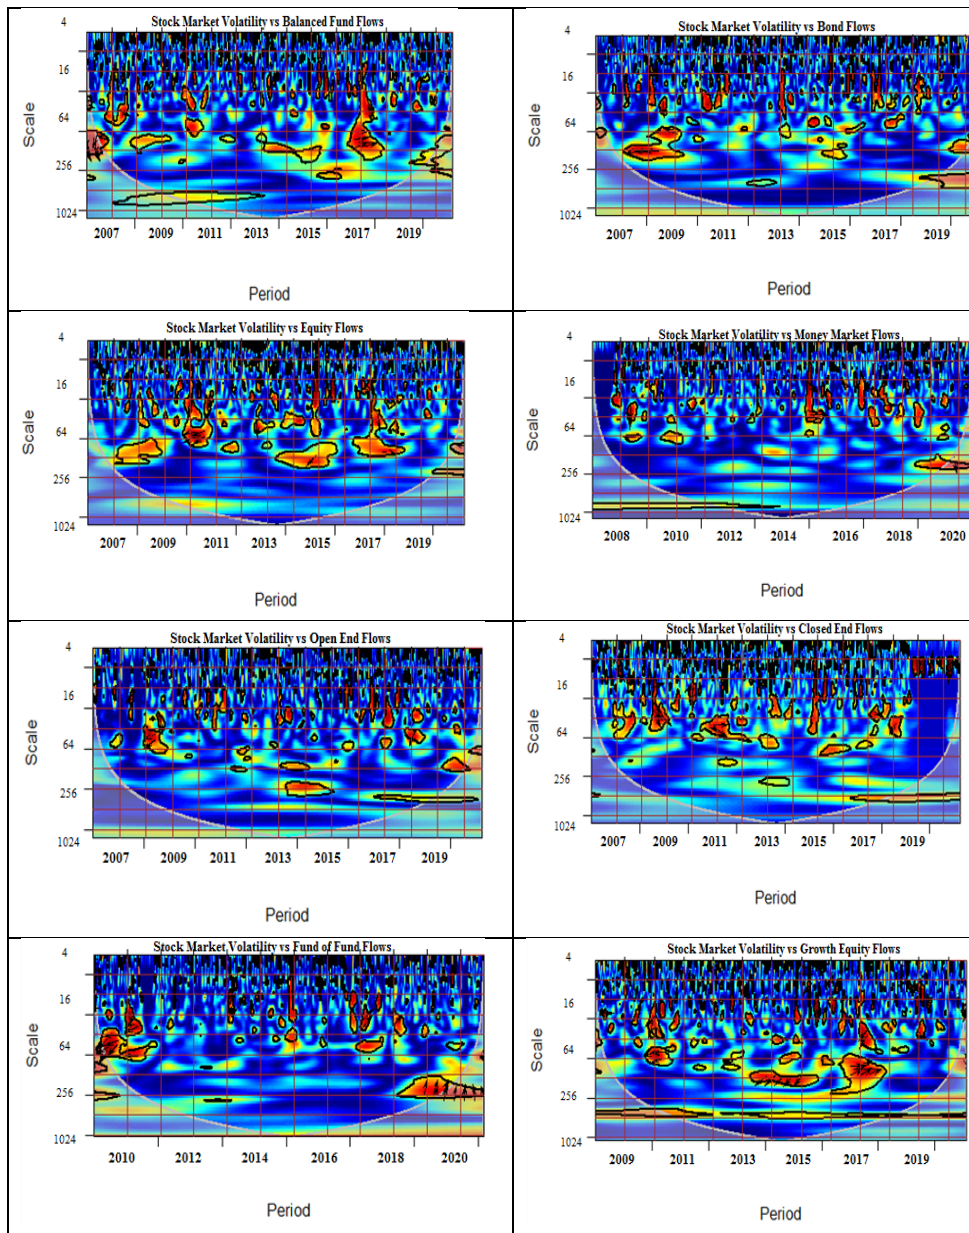 Stock Market Volatility vs Balanced Fund Flows
4
16
64
256
1024
Scale
2007 2009 2011 2013 2015 2017 2019
Period
Stock Market Volatility vs Bond Flows
4
16
64
256
1024
Scale
2007 2009 2011 2013 2015 2017 2019
Period
Stock Market Volatility vs Equity Flows
4
16
64
256
1024
Scale
2007 2009 2011 2013 2015 2017 2019
Period
Stock Market Volatility vs Money Market Flows
4
16
64
256
1024
Scale
2008 2010 2012 2014 2016 2018 2020
Period
Stock Market Volatility vs Open End Flows
4
16
64
256
1024
Scale
2007 2009 2011 2013 2015 2017 2019
Period
Stock Market Volatility vs Closed End Flows
4
16
64
256
1024
Scale
2007 2009 2011 2013 2015 2017 2019
Period
Stock Market Volatility vs Fund of Fund Flows
4
16
64
256
1024
Scale
2010 2012 2014 2016 2018 2020
Period
Stock Market Volatility vs Growth Equity Flows
4
16
64
256
1024
Scale
2009 2011 2013 2015 2017 2019
Period